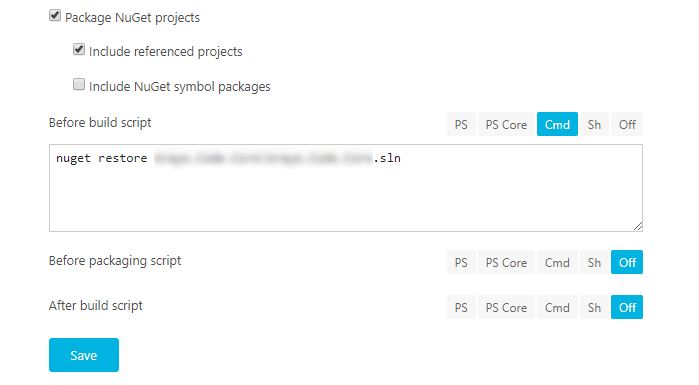 Package NuGet projects
Include referenced projects
Include NuGet symbol packages
Before build script PS PS Core Cmd Sh Off
nuget restore .sln
Before packaging script PS PS Core Cmd Sh Off
After build script PS PS Core Cmd Sh Off
Save